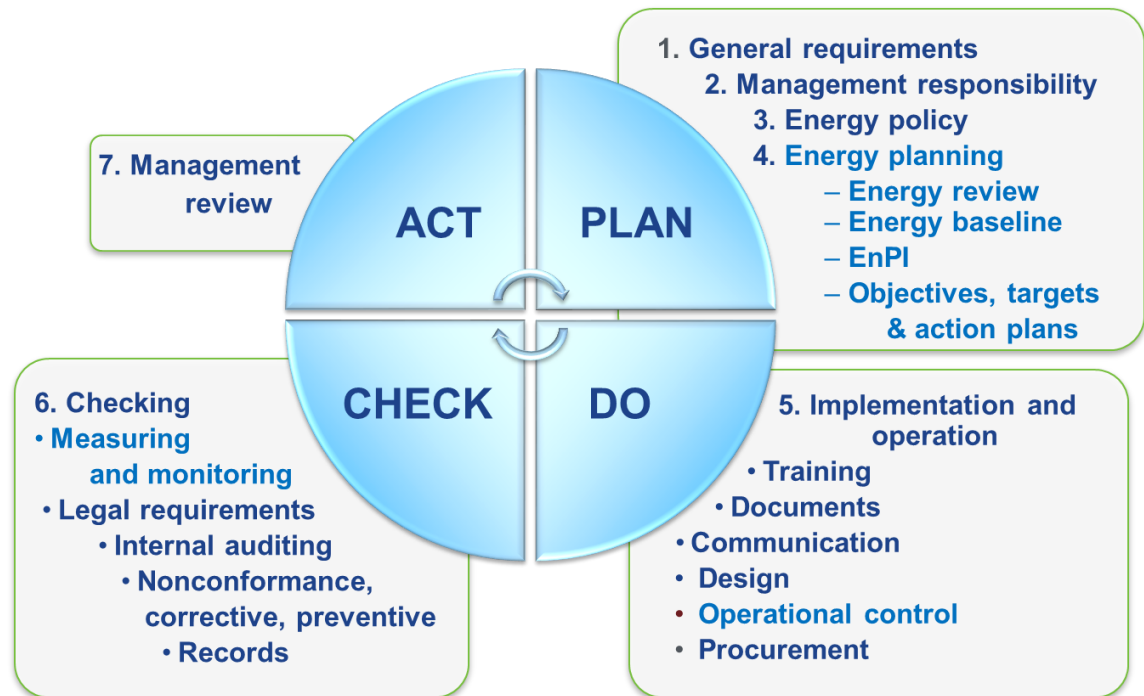 1. General requirements
2. Management responsibility
3. Energy policy
4. Energy planning
– Energy review
– Energy baseline
– EnPI
– Objectives, targets
& action plans
7. Management
review
ACT
PLAN
CHECK
DO
6. Checking
• Measuring
and monitoring
• Legal requirements
• Internal auditing
• Nonconformance,
corrective, preventive
• Records
5. Implementation and
operation
• Training
• Documents
• Communication
• Design
• Operational control
• Procurement